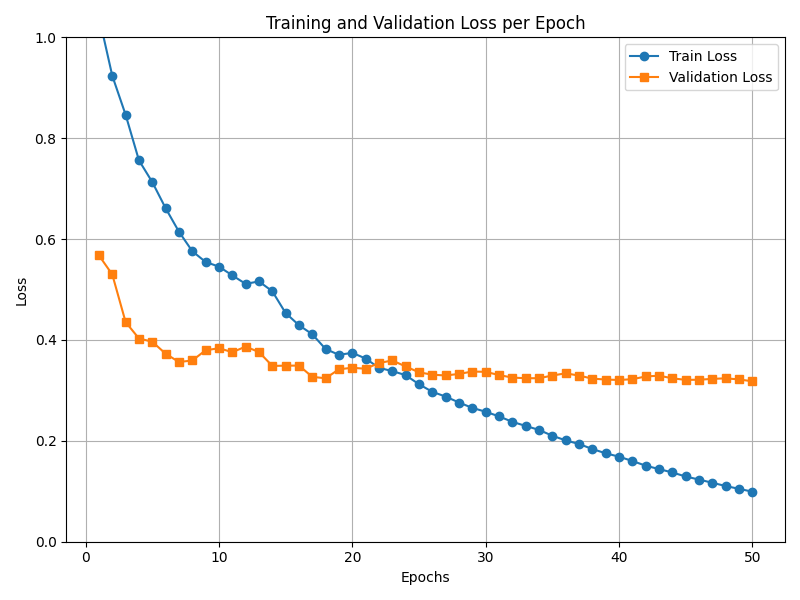 Training and Validation Loss per Epoch
Train Loss
Validation Loss
1.0
0.8
0.6
0.4
0.2
0.0
Loss
0 10 20 30 40 50
Epochs